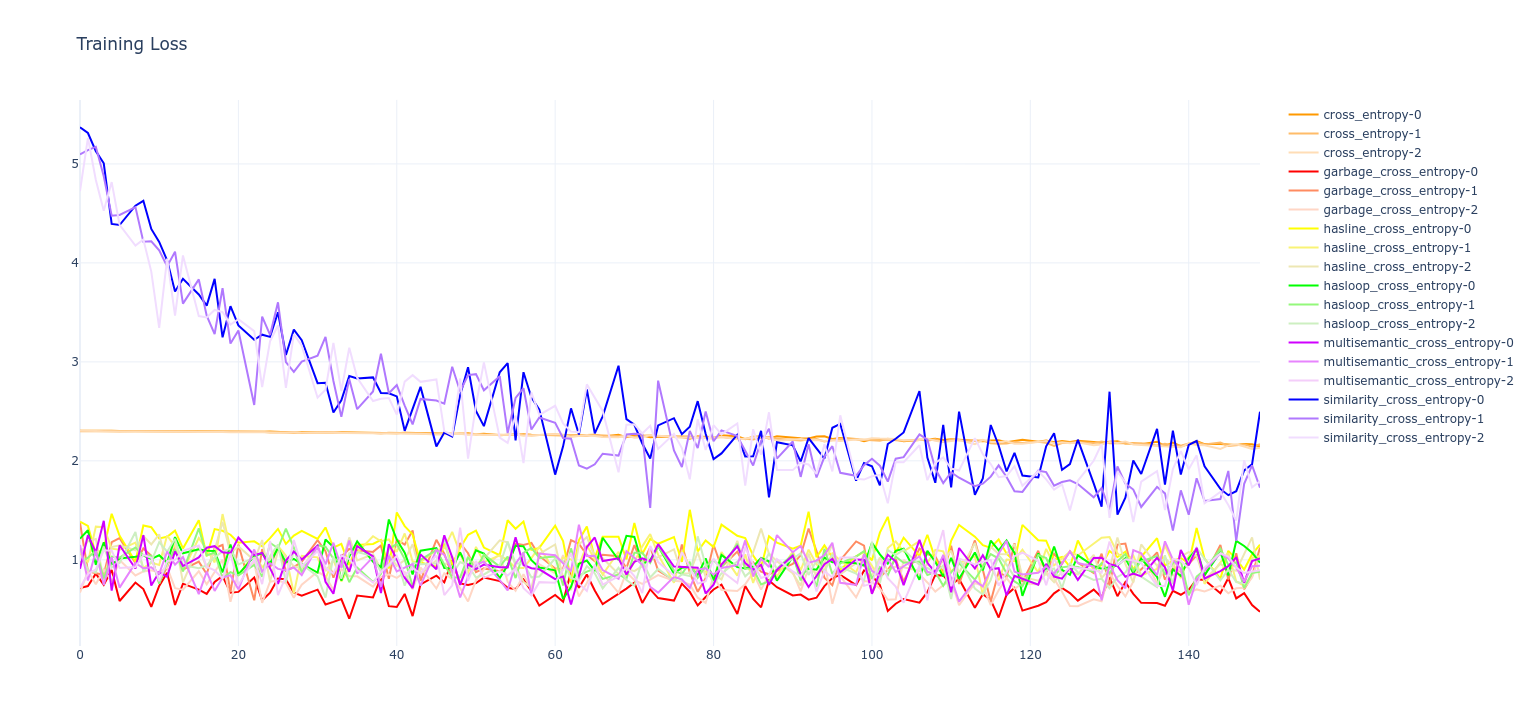 Training Loss
5
4
3
2
1
0 20 40 60 80 100 120 140
cross_entropy-0
cross_entropy-1
cross_entropy-2
garbage_cross_entropy-0
garbage_cross_entropy-1
garbage_cross_entropy-2
hasline_cross_entropy-0
hasline_cross_entropy-1
hasline_cross_entropy-2
hasloop_cross_entropy-0
hasloop_cross_entropy-1
hasloop_cross_entropy-2
multisemantic_cross_entropy-0
multisemantic_cross_entropy-1
multisemantic_cross_entropy-2
similarity_cross_entropy-0
similarity_cross_entropy-1
similarity_cross_entropy-2